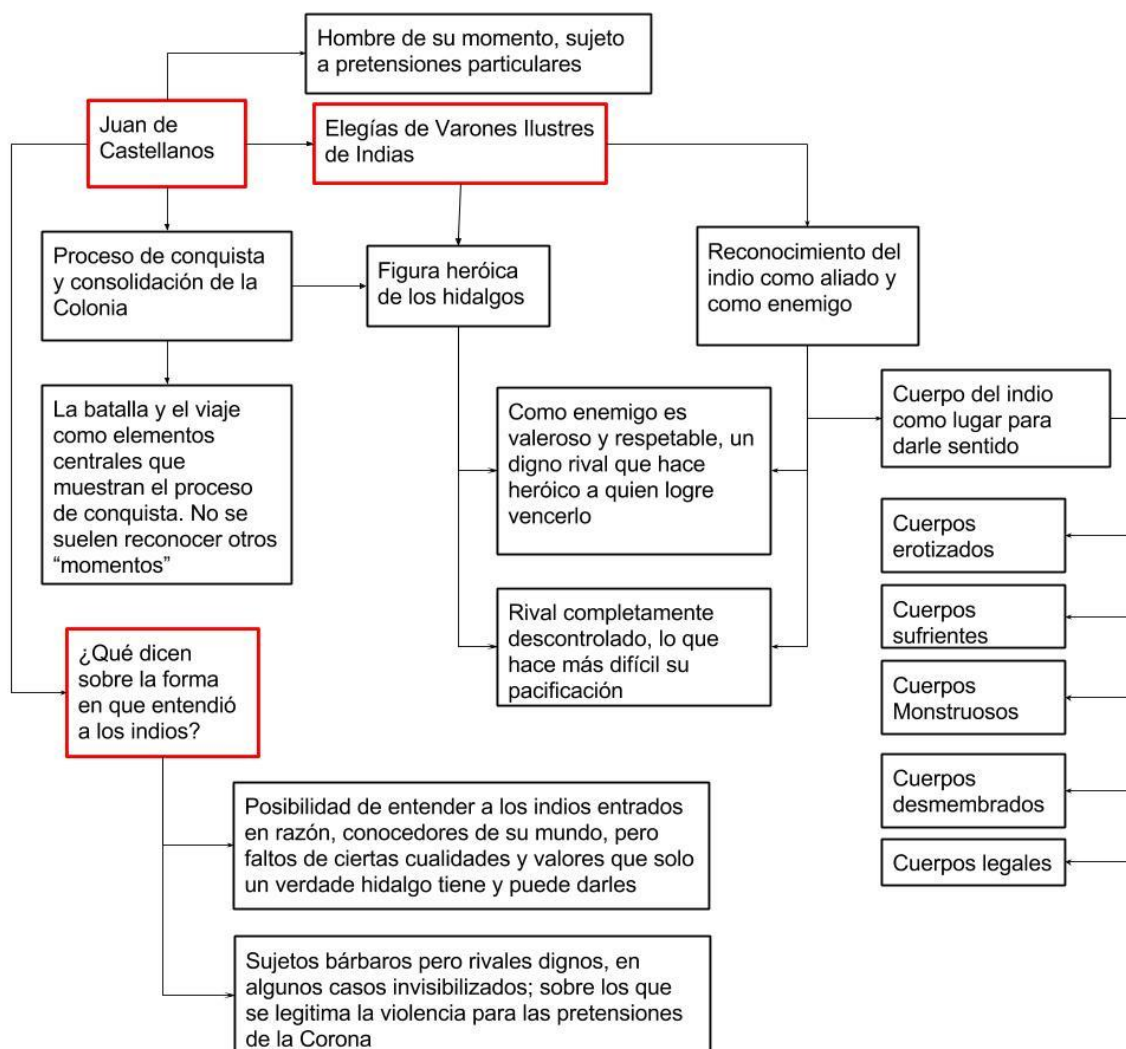 Hombre de su momento, sujeto
a pretensiones particulares
Juan de
Castellanos
Elegías de Varones Ilustres
de Indias
Proceso de conquista
y consolidación de la
Colonia
Figura heróica
de los hidalgos
Reconocimiento del
indio como aliado y
como enemigo
La batalla y el viaje
como elementos
centrales que
muestran el proceso
de conquista. No se
suelen reconocer otros
“momentos”
Como enemigo es
valeroso y respetable, un
digno rival que hace
heróico a quien logre
vencerlo
Cuerpo del indio
como lugar para
darle sentido
Cuerpos
erotizados
Rival completamente
descontrolado, lo que
hace más difícil su
pacificación
Cuerpos
sufrientes
¿Qué dicen
sobre la forma
en que entendió
a los indios?
Cuerpos
Monstruosos
Cuerpos
desmembrados
Posibilidad de entender a los indios entrados
en razón, conocedores de su mundo, pero
faltos de ciertas cualidades y valores que solo
un verdade hidalgo tiene y puede darles
Cuerpos legales
Sujetos bárbaros pero rivales dignos, en
algunos casos invisibilizados; sobre los que
se legitima la violencia para las pretensiones
de la Corona